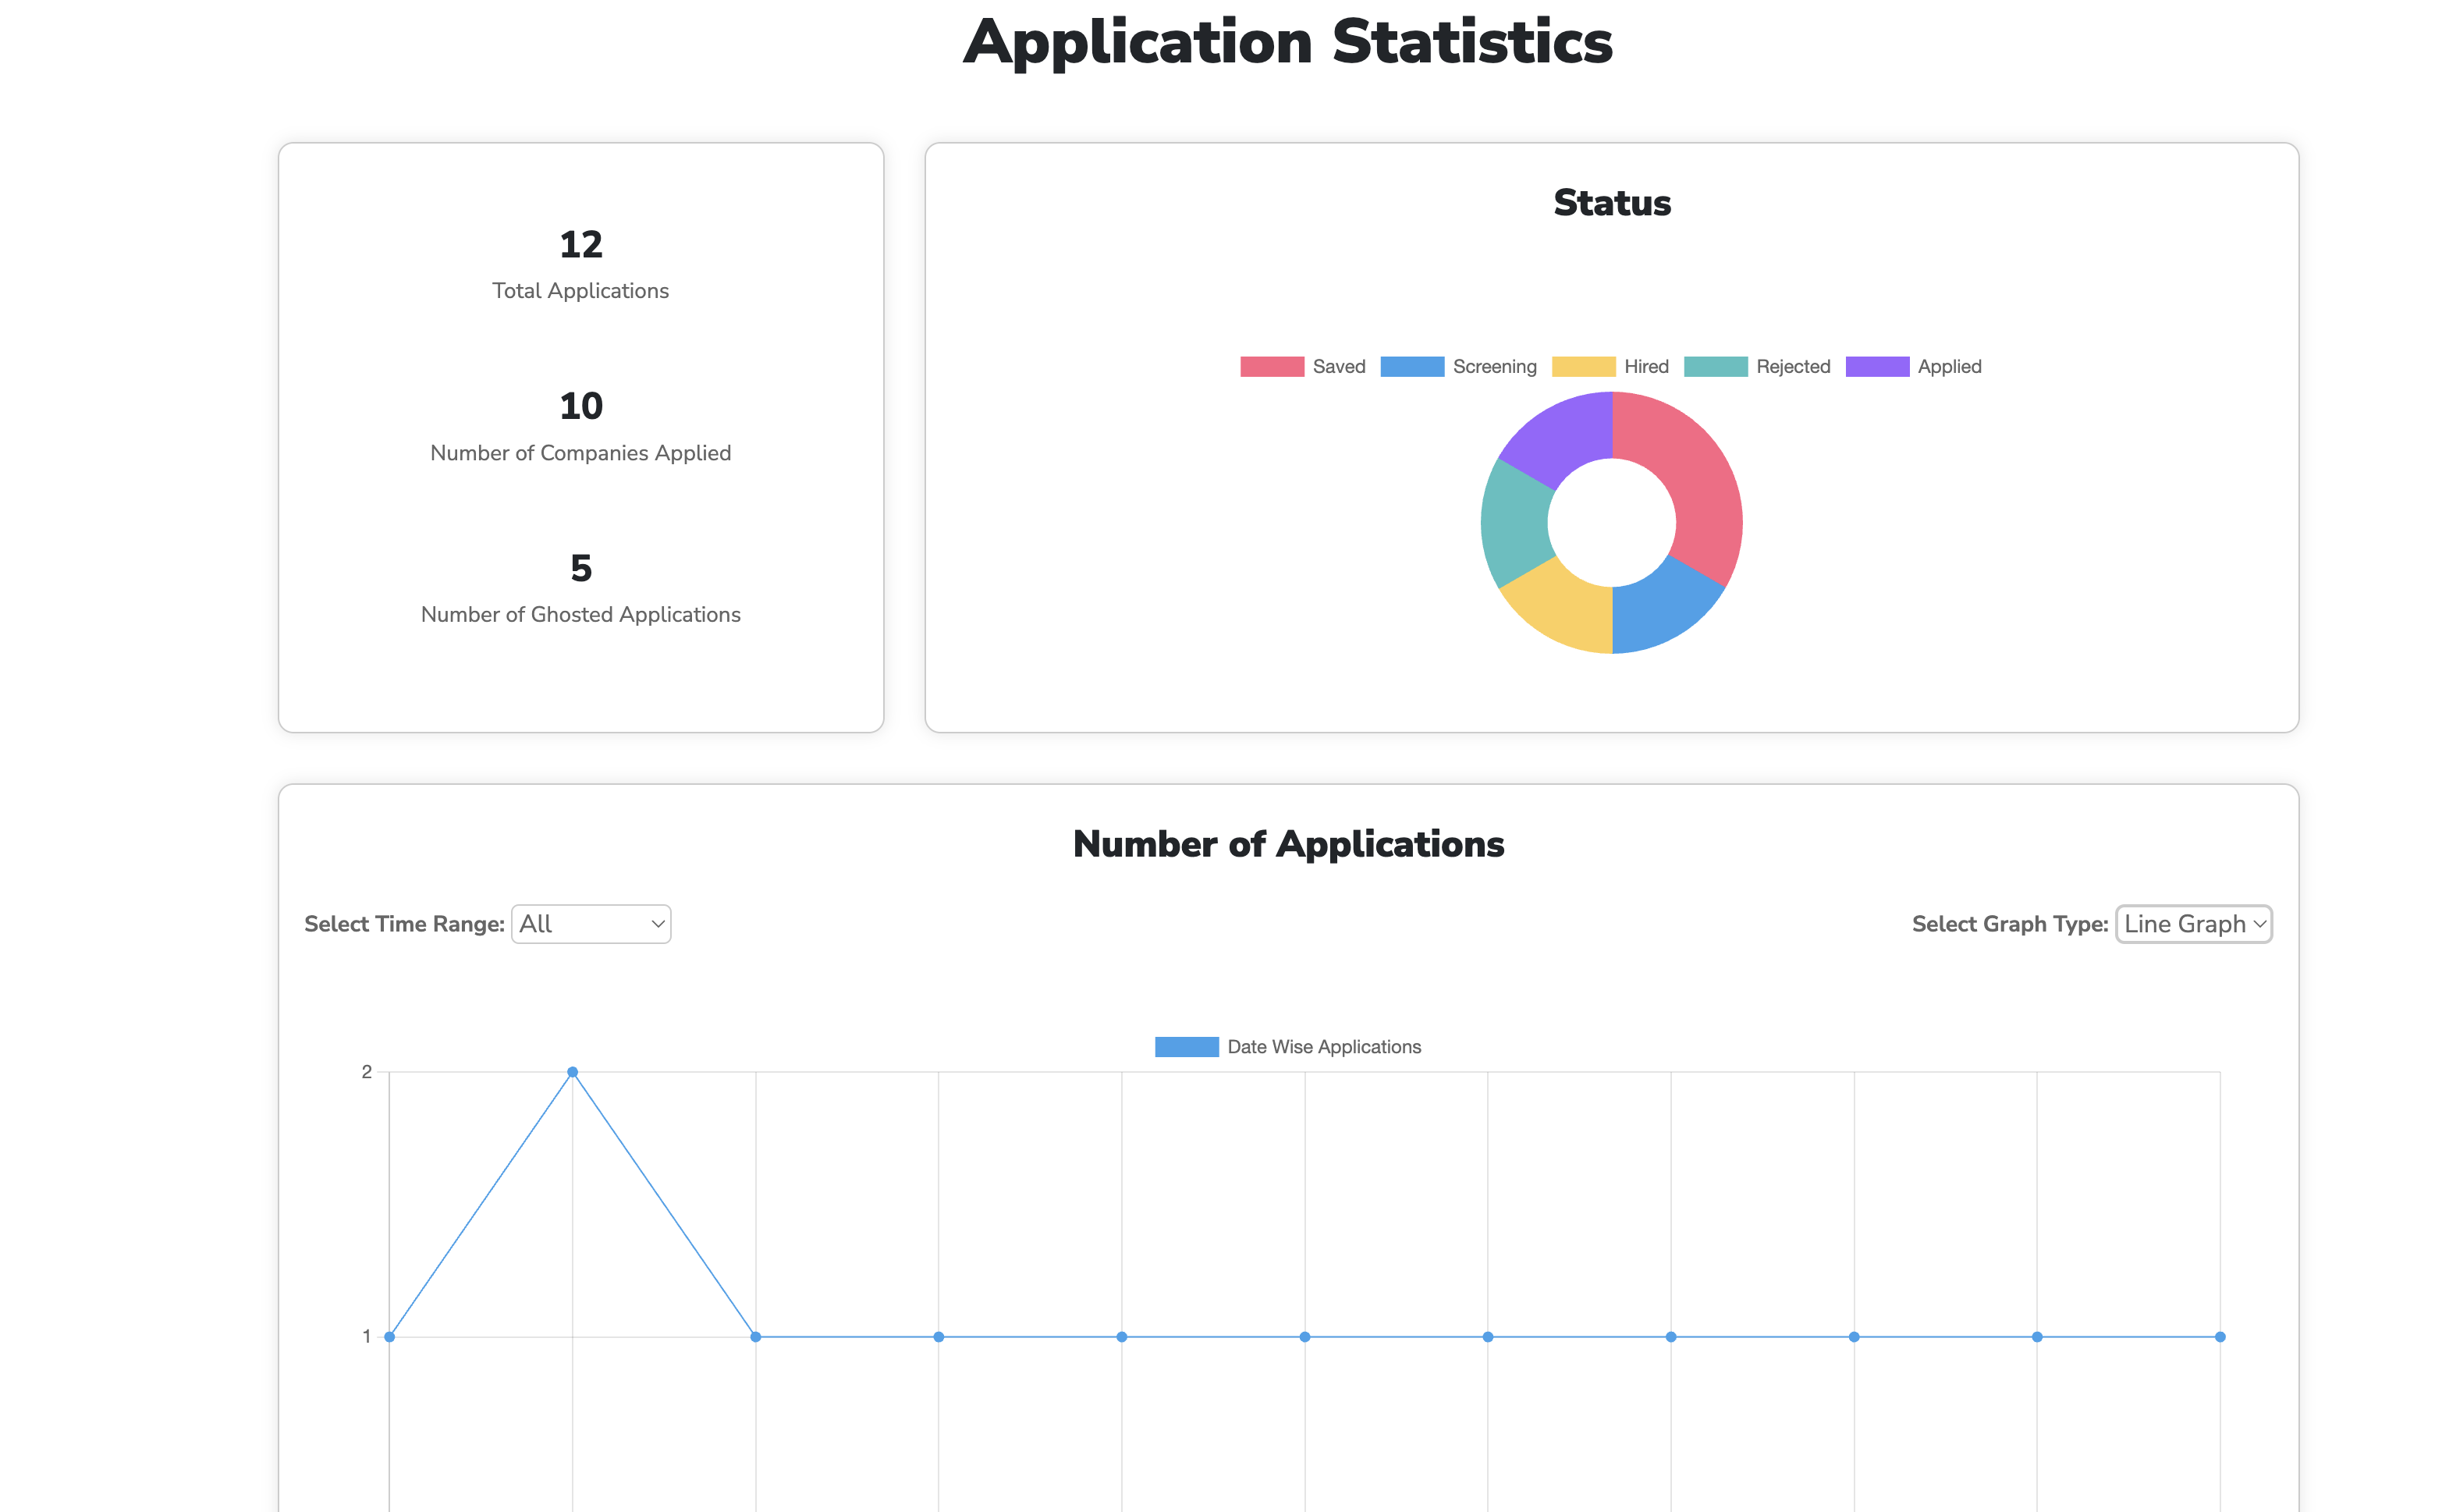 Application Statistics
12
Total Applications
10
Number of Companies Applied
5
Number of Ghosted Applications
Status
Saved Screening Hired Rejected Applied
Number of Applications
Select Time Range: All Select Graph Type: Line Graph
Date Wise Applications
2
1